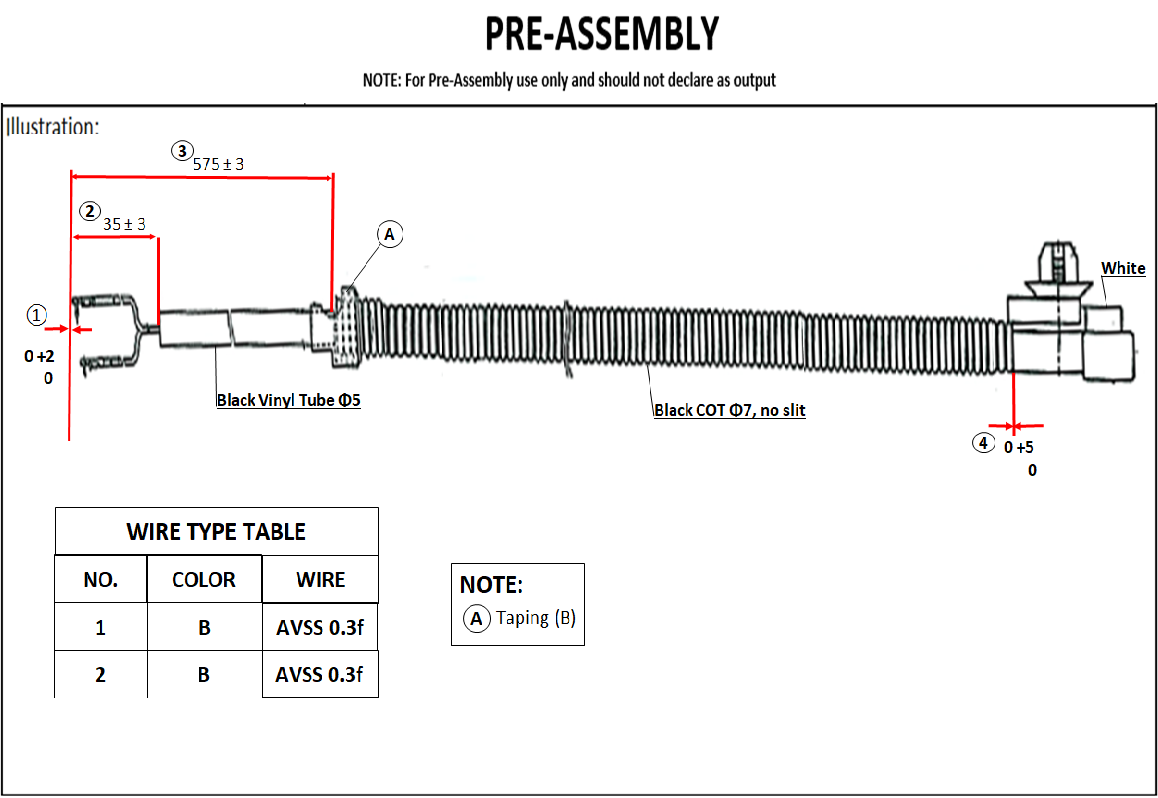 PRE-ASSEMBLY
NOTE: For Pre-Assembly use only and should not declare as output
Illustration:
3
575 ± 3
2
35 ± 3
A
White
1
0 +2
0
Black Vinyl Tube Φ5
Black COT Φ7, no slit
4
0 +5
0
WIRE TYPE TABLE
NO. COLOR WIRE
1 B AVSS 0.3f
2 B AVSS 0.3f
NOTE:
A Taping (B)